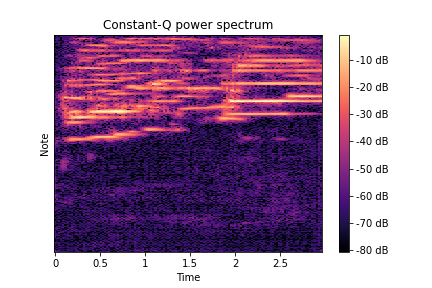 Constant-Q power spectrum
-10 dB
-20 dB
-30 dB
-40 dB
-50 dB
-60 dB
-70 dB
-80 dB
Note
0
0.5
1
1.5
2
2.5
Time